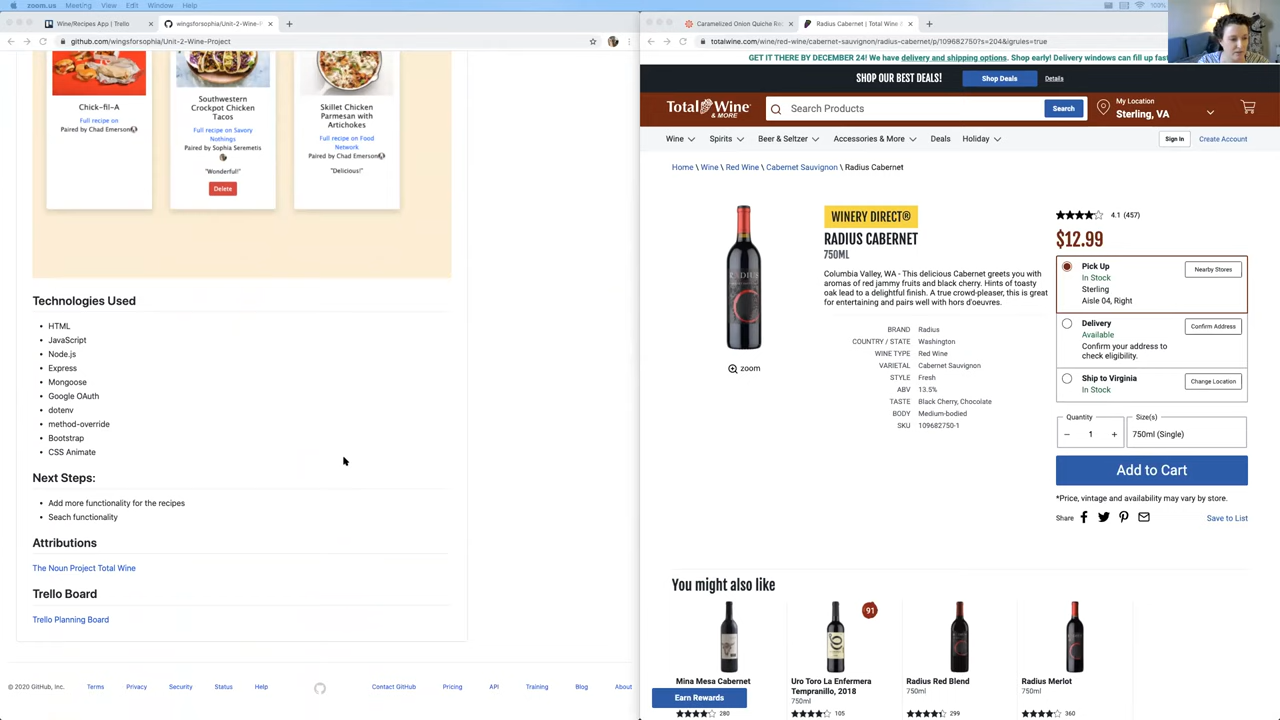 zoom.us Meeting View Edit Window Help
100%
Wine/Recipes App | Trello
wingsforsophia/Unit-2-Wine-P
github.com/wingsforsophia/Unit-2-Wine-Project
Chick-fil-A
Full recipe on
Paired by Chad Emerson
Southwestern
Crockpot Chicken
Tacos
Full recipe on Savory
Nothings
Paired by Sophia Seremetis
"Wonderful!"
Delete
Skillet Chicken
Parmesan with
Artichokes
Full recipe on Food
Network
Paired by Chad Emerson
"Delicious!"
Technologies Used
HTML
JavaScript
Node.js
Express
Mongoose
Google OAuth
dotenv
method-override
Bootstrap
CSS Animate
Next Steps:
Add more functionality for the recipes
Seach functionality
Attributions
The Noun Project Total Wine
Trello Board
Trello Planning Board
© 2020 GitHub, Inc. Terms Privacy Security Status Help Contact GitHub Pricing API Training Blog About
Caramelized Onion Quiche Rec
Radius Cabernet | Total Wine
totalwine.com/wine/red-wine/cabernet-sauvignon/radius-cabernet/p/109682750?s=204&igrules=true
GET IT THERE BY DECEMBER 24! We have delivery and shipping options. Shop early! Delivery windows can fill up fast
SHOP OUR BEST DEALS! Shop Deals Details
Total Wine
& MORE
Search Products
Search
My Location
Sterling, VA
Wine Spirits Beer & Seltzer Accessories & More Deals Holiday Sign In Create Account
Home \ Wine \ Red Wine \ Cabernet Sauvignon \ Radius Cabernet
RADIUS
zoom
WINERY DIRECT®
RADIUS CABERNET
750ML
Columbia Valley, WA - This delicious Cabernet greets you with
aromas of red jammy fruits and black cherry. Hints of toasty
oak lead to a delightful finish. A true crowd-pleaser, this is great
for entertaining and pairs well with hors d'oeuvres.
BRAND Radius
COUNTRY / STATE Washington
WINE TYPE Red Wine
VARIETAL Cabernet Sauvignon
STYLE Fresh
ABV 13.5%
TASTE Black Cherry, Chocolate
BODY Medium-bodied
SKU 109682750-1
4.1 (457)
$12.99
Pick Up
In Stock
Sterling
Aisle 04, Right
Nearby Stores
Delivery
Available
Confirm your address to
check eligibility.
Confirm Address
Ship to Virginia
In Stock
Change Location
Quantity
1
Size(s)
750ml (Single)
Add to Cart
*Price, vintage and availability may vary by store.
Share
Save to List
You might also like
91
Mina Mesa Cabernet
280
Uro Toro La Enfermera
Tempranillo, 2018
750ml
105
Radius Red Blend
750ml
299
Radius Merlot
750ml
360
Earn Rewards